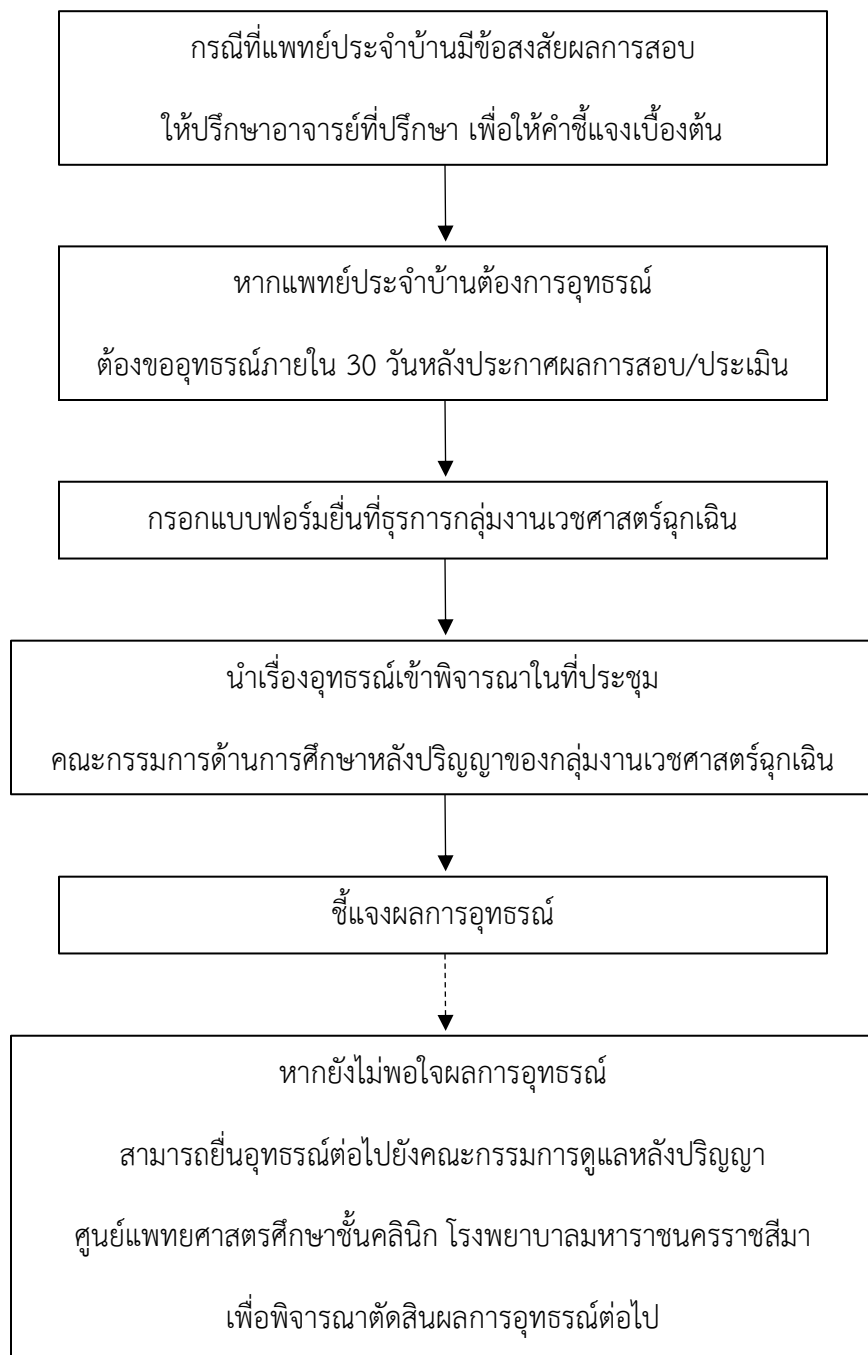 กรณีที่แพทย์ประจำบ้านมีข้อสงสัยผลการสอบ
ให้ปรึกษาอาจารย์ที่ปรึกษา เพื่อให้คำชี้แจงเบื้องต้น
หากแพทย์ประจำบ้านต้องการอุทธรณ์
ต้องขออุทธรณ์ภายใน 30 วันหลังประกาศผลการสอบ/ประเมิน
กรอกแบบฟอร์มยื่นที่ธุรการกลุ่มงานเวชศาสตร์ฉุกเฉิน
นำเรื่องอุทธรณ์เข้าพิจารณาในที่ประชุม
คณะกรรมการด้านการศึกษาหลังปริญญาของกลุ่มงานเวชศาสตร์ฉุกเฉิน
ชี้แจงผลการอุทธรณ์
หากยังไม่พอใจผลการอุทธรณ์
สามารถยื่นอุทธรณ์ต่อไปยังคณะกรรมการดูแลหลังปริญญา
ศูนย์แพทยศาสตรศึกษาชั้นคลินิก โรงพยาบาลมหาราชนครราชสีมา
เพื่อพิจารณาตัดสินผลการอุทธรณ์ต่อไป